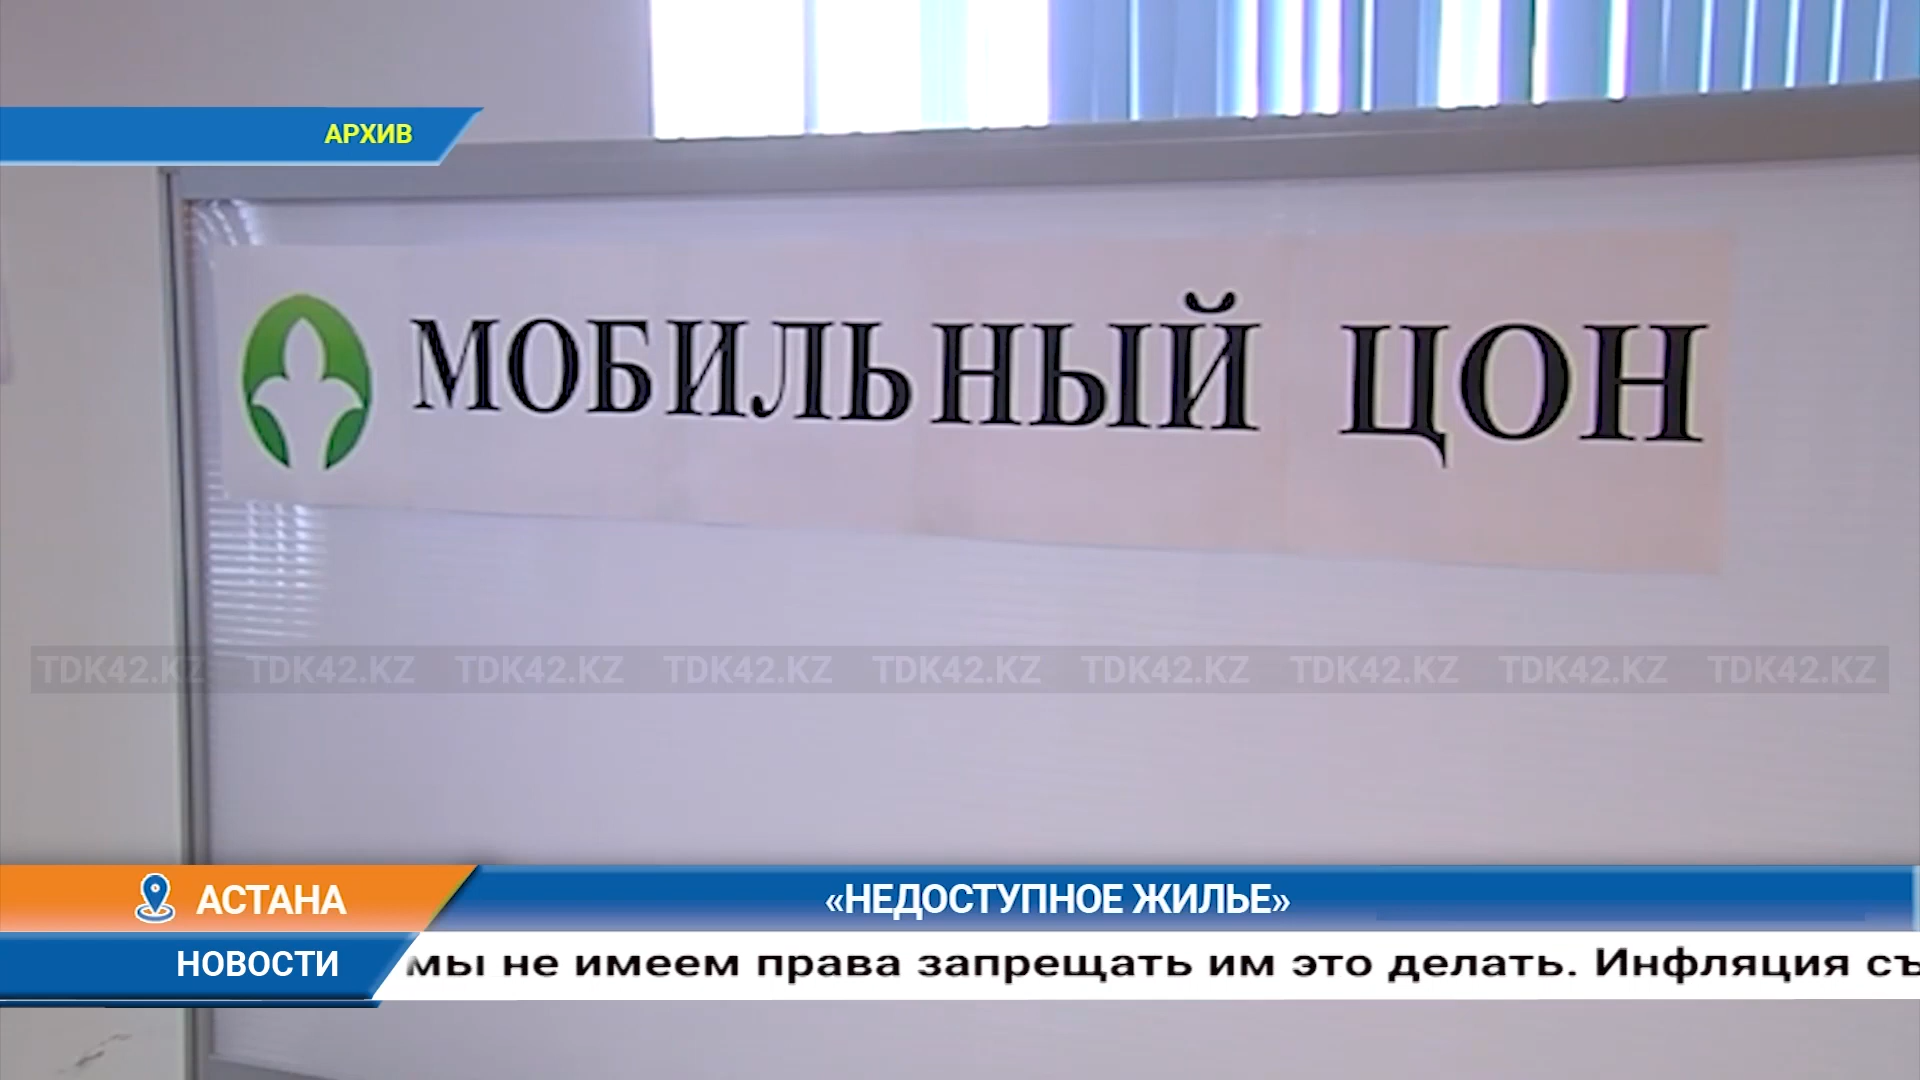 АРХИВ
МОБИЛЬНЫЙ ЦОН
TDK42.KZ TDK42.KZ TDK42.KZ TDK42.KZ TDK42.KZ TDK42.KZ TDK42.KZ TDK42.KZ TDK42.KZ
АСТАНА
«НЕДОСТУПНОЕ ЖИЛЬЕ»
НОВОСТИ
мы не имеем права запрещать им это делать. Инфляция